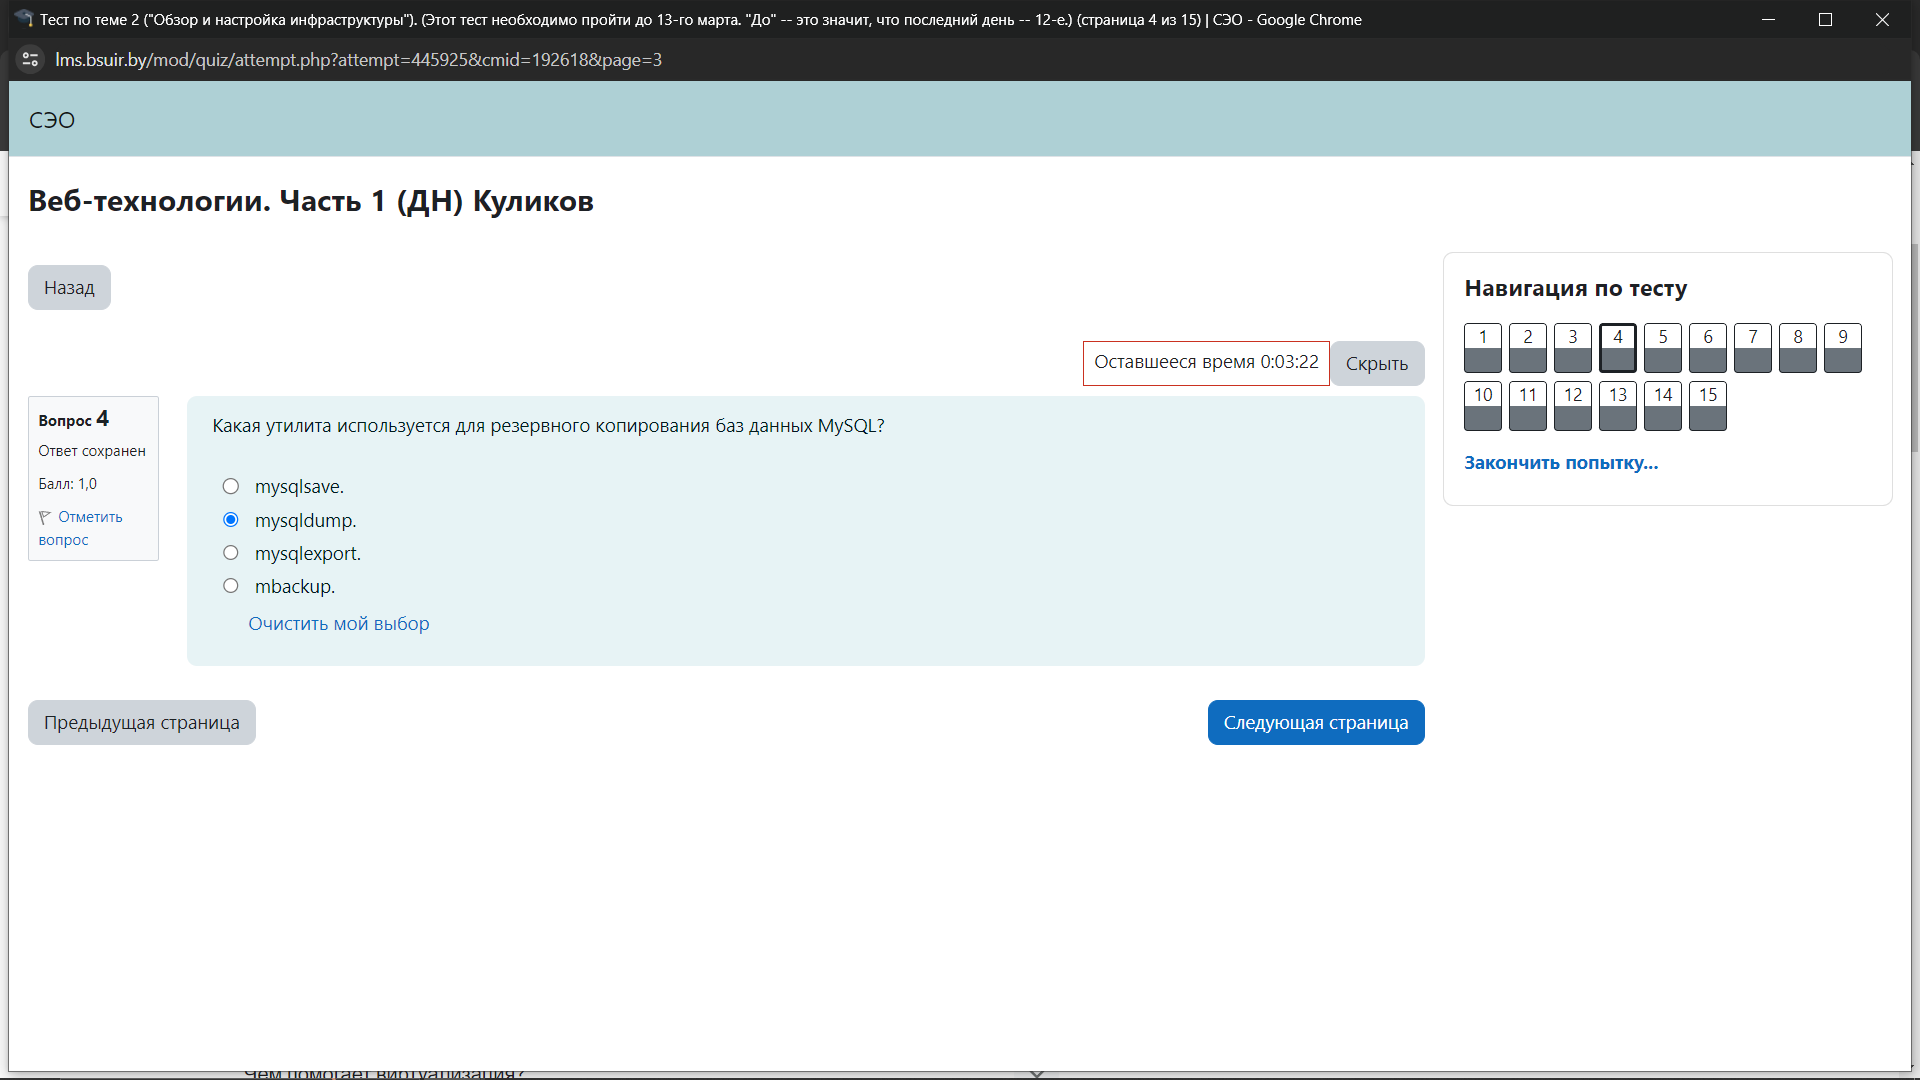 Тест по теме 2 ("Обзор и настройка инфраструктуры"). (Этот тест необходимо пройти до 13-го марта. "До" -- это значит, что последний день -- 12-е.) (страница 4 из 15) | СЭО - Google Chrome
lms.bsuir.by/mod/quiz/attempt.php?attempt=445925&cmid=192618&page=3
СЭО
Веб-технологии. Часть 1 (ДН) Куликов
Назад
Оставшееся время 0:03:22
Скрыть
Вопрос 4
Ответ сохранен
Балл: 1,0
Отметить
вопрос
Какая утилита используется для резервного копирования баз данных MySQL?
mysqlsave.
mysqldump.
mysqlexport.
mbackup.
Очистить мой выбор
Предыдущая страница
Следующая страница
Навигация по тесту
1 2 3 4 5 6 7 8 9
10 11 12 13 14 15
Закончить попытку...
Чем помогает виртуализация?